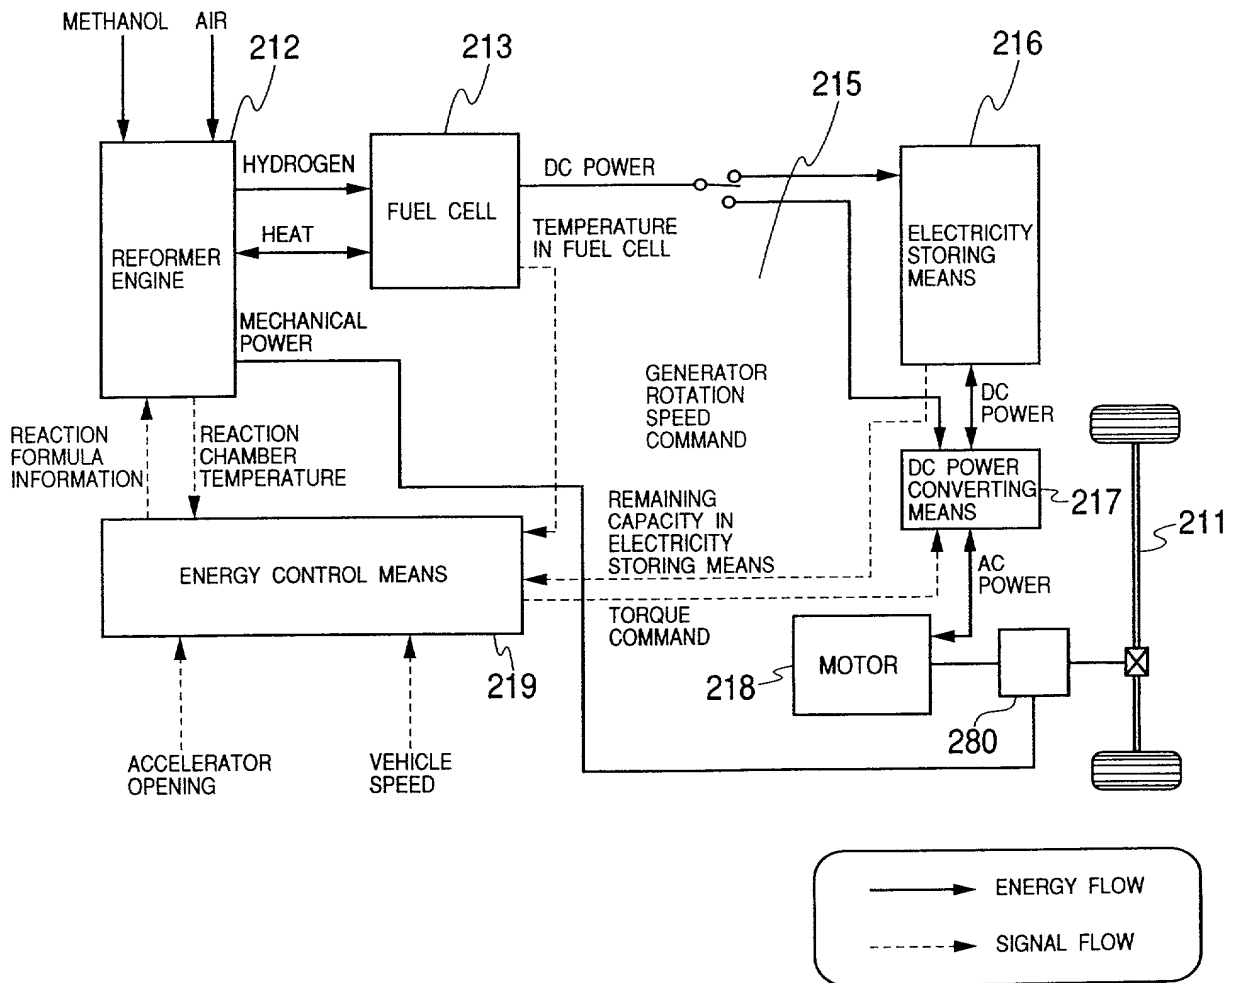 METHANOL
AIR
212
213
215
216
HYDROGEN
HEAT
REFORMER
ENGINE
MECHANICAL
POWER
FUEL CELL
DC POWER
TEMPERATURE
IN FUEL CELL
ELECTRICITY
STORING
MEANS
GENERATOR
ROTATION
SPEED
COMMAND
DC
POWER
REACTION
FORMULA
INFORMATION
REACTION
CHAMBER
TEMPERATURE
DC POWER
CONVERTING
MEANS
217
211
REMAINING
CAPACITY IN
ELECTRICITY
STORING MEANS
ENERGY CONTROL MEANS
AC
POWER
TORQUE
COMMAND
219
218
MOTOR
280
ACCELERATOR
OPENING
VEHICLE
SPEED
ENERGY FLOW
SIGNAL FLOW